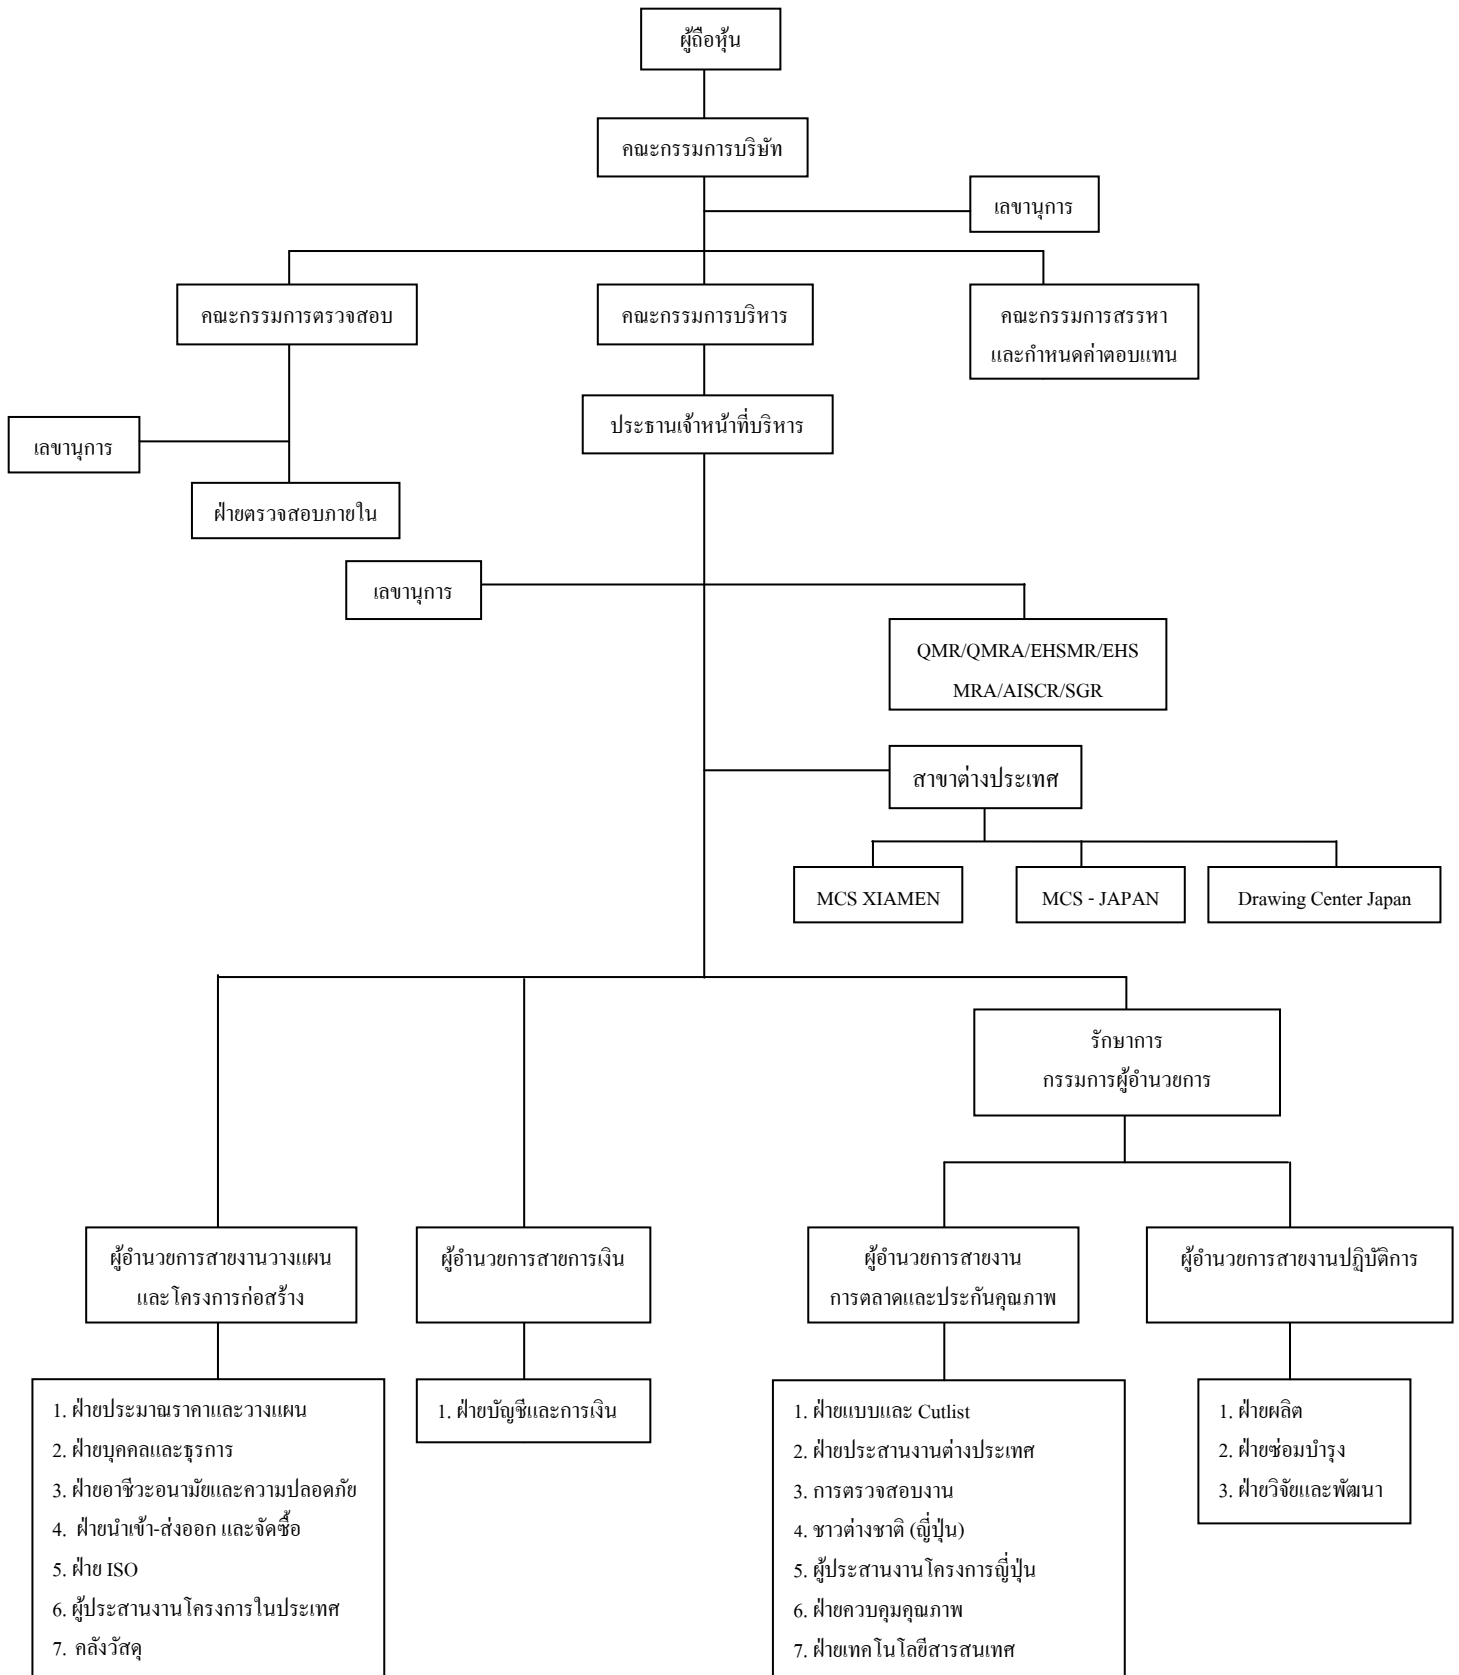 ผู้ถือหุ้น
คณะกรรมการบริษัท
เลขานุการ
คณะกรรมการตรวจสอบ
คณะกรรมการบริหาร
คณะกรรมการสรรหา
และกำหนดค่าตอบแทน
ประธานเจ้าหน้าที่บริหาร
เลขานุการ
ฝ่ายตรวจสอบภายใน
เลขานุการ
QMR/QMRA/EHSMR/EHS
MRA/AISCR/SGR
สาขาต่างประเทศ
MCS XIAMEN
MCS - JAPAN
Drawing Center Japan
รักษาการ
กรรมการผู้อำนวยการ
ผู้อำนวยการสายงานวางแผน
และโครงการก่อสร้าง
ผู้อำนวยการสายการเงิน
ผู้อำนวยการสายงาน
การตลาดและประกันคุณภาพ
ผู้อำนวยการสายงานปฏิบัติการ
1. ฝ่ายประมาณราคาและวางแผน
2. ฝ่ายบุคคลและธุรการ
3. ฝ่ายอาชีวะอนามัยและความปลอดภัย
4. ฝ่ายนำเข้า-ส่งออก และจัดซื้อ
5. ฝ่าย ISO
6. ผู้ประสานงานโครงการในประเทศ
7. คลังวัสดุ
1. ฝ่ายบัญชีและการเงิน
1. ฝ่ายแบบและ Cutlist
2. ฝ่ายประสานงานต่างประเทศ
3. การตรวจสอบงาน
4. ชาวต่างชาติ (ญี่ปุ่น)
5. ผู้ประสานงานโครงการญี่ปุ่น
6. ฝ่ายควบคุมคุณภาพ
7. ฝ่ายเทคโนโลยีสารสนเทศ
1. ฝ่ายผลิต
2. ฝ่ายซ่อมบำรุง
3. ฝ่ายวิจัยและพัฒนา